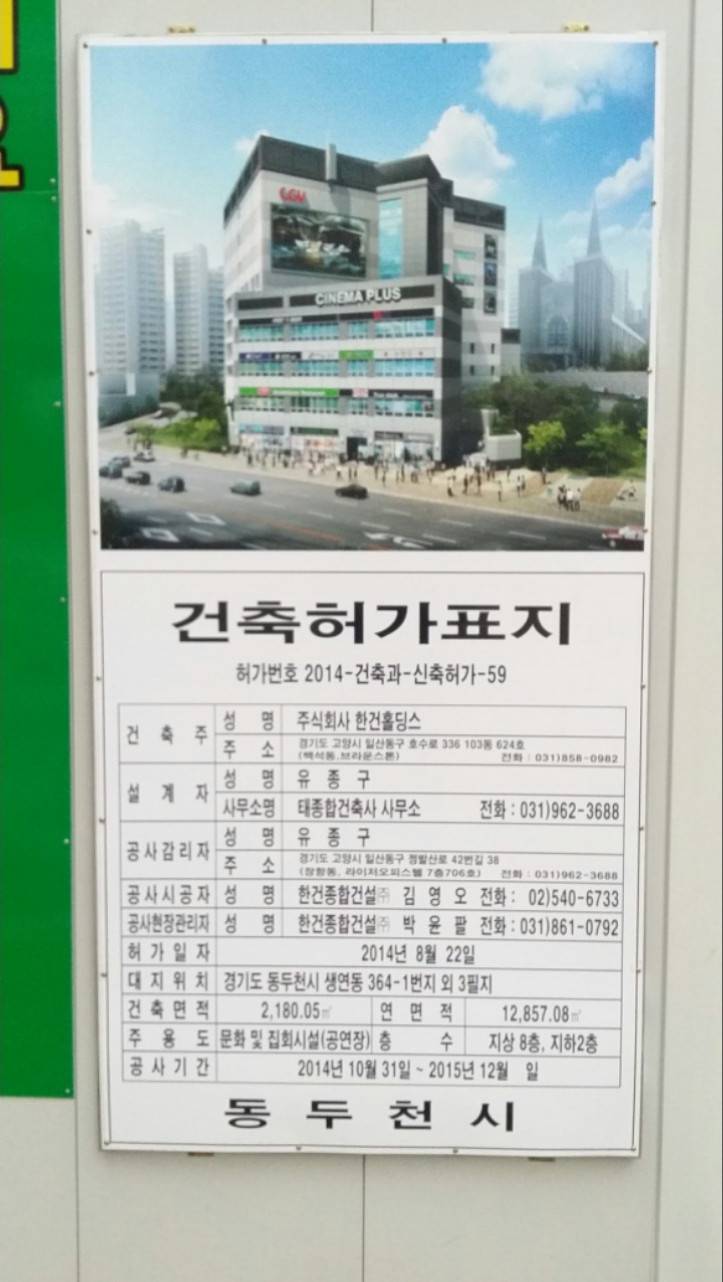 CGV
CINEMA PLUS
건축허가표지
허가번호 2014-건축과-신축허가-59
건 축 주 성 명 주식회사 한건홀딩스
주 소 경기도 고양시 일산동구 호수로 336 103동 624호
(백석동,브라운스톤) 전화 : 031)858-0982
설 계 자 성 명 유 종 구
사무소명 태종합건축사 사무소 전화 : 031)962-3688
공사감리자 성 명 유 종 구
주 소 경기도 고양시 일산동구 정발산로 42번길 38
(장항동, 라이저오피스텔 7층706호) 전화 : 031)962-3688
공사시공자 성 명 한건종합건설㈜ 김 영 오 전화 : 02)540-6733
공사현장관리자 성 명 한건종합건설㈜ 박 윤 팔 전화 : 031)861-0792
허 가 일 자 2014년 8월 22일
대 지 위 치 경기도 동두천시 생연동 364-1번지 외 3필지
건 축 면 적 2,180.05㎡ 연 면 적 12,857.08㎡
주 용 도 문화 및 집회시설(공연장) 층 수 지상 8층, 지하2층
공 사 기 간 2014년 10월 31일 ~ 2015년 12월 일
동 두 천 시